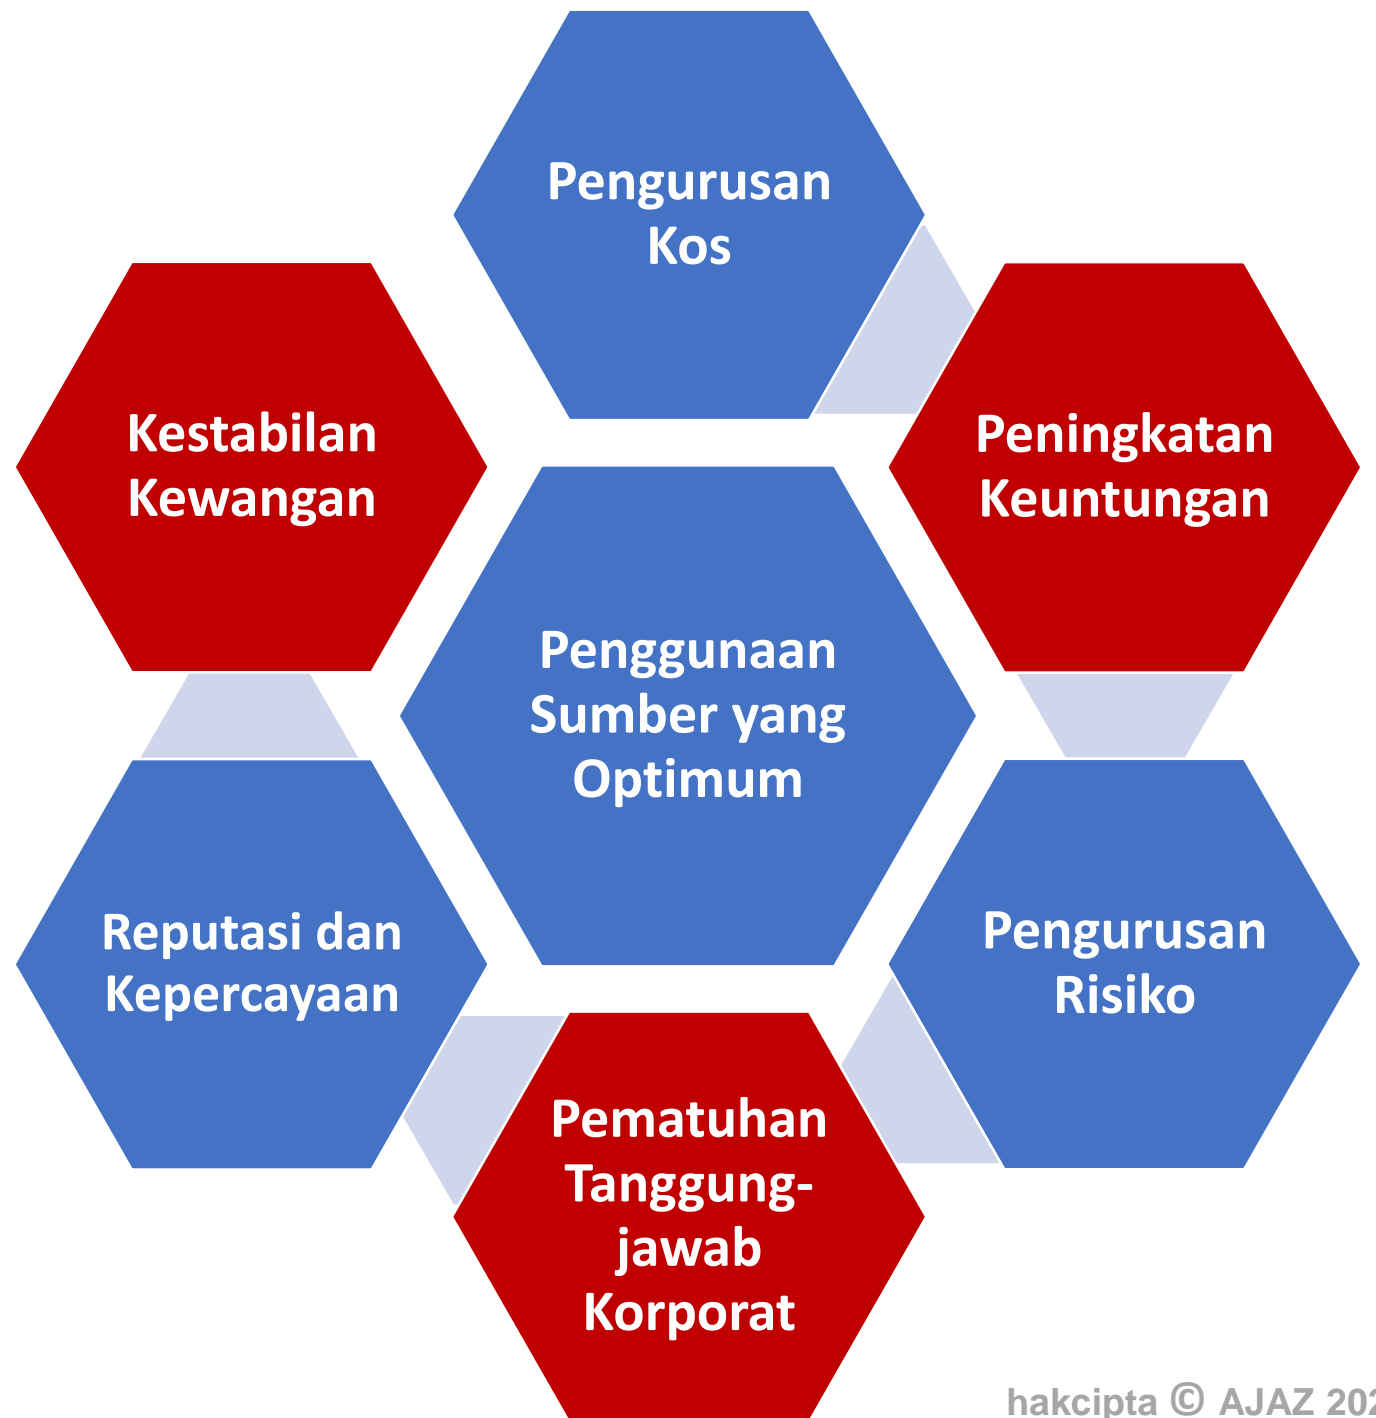 Pengurusan
Kos
Peningkatan
Keuntungan
Pengurusan
Risiko
Pematuhan
Tanggung-
jawab
Korporat
Reputasi dan
Kepercayaan
Kestabilan
Kewangan
Penggunaan
Sumber yang
Optimum
hakcipta © AJAZ